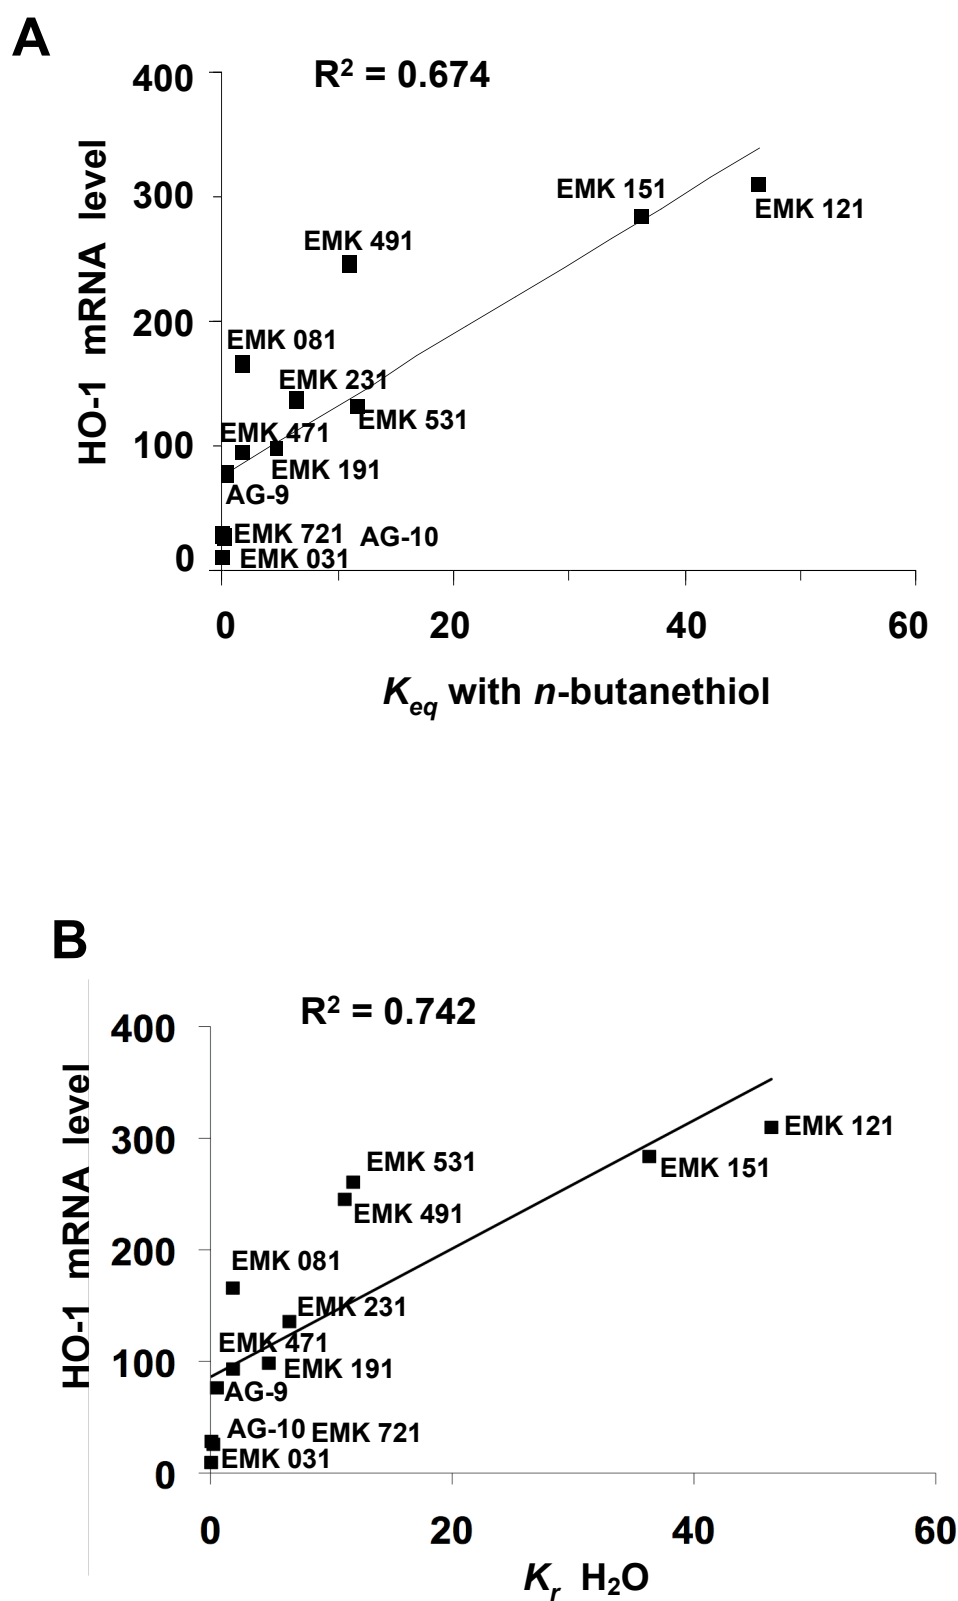 A
R² = 0.674
400
HO-1 mRNA level
300
EMK 151
EMK 121
EMK 491
200
EMK 081
EMK 231
EMK 531
EMK 471
100
EMK 191
AG-9
EMK 721 AG-10
0
EMK 031
0 20 40 60
Keq with n-butanethiol
B
R² = 0.742
400
HO-1 mRNA level
300
EMK 121
EMK 531
EMK 151
EMK 491
200
EMK 081
EMK 231
EMK 471
100
EMK 191
AG-9
AG-10 EMK 721
EMK 031
0
0 20 40 60
Kr H₂O